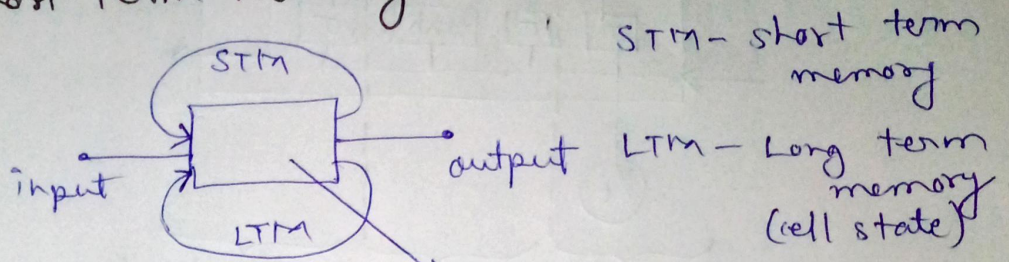 STM
input
output
LTM
STM - short term
memory
LTM - Long term
memory
(cell state)